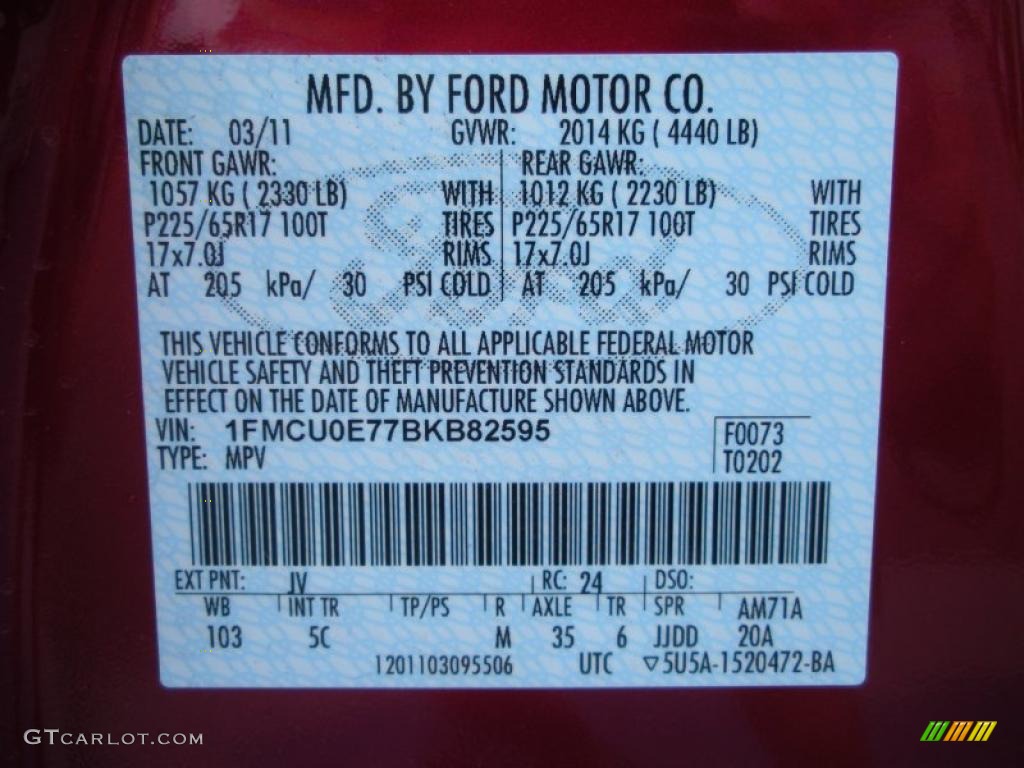 MFD. BY FORD MOTOR CO.
DATE: 03/11 GVWR: 2014 KG ( 4440 LB)
FRONT GAWR: REAR GAWR:
1057 KG ( 2330 LB) WITH 1012 KG ( 2230 LB) WITH
P225/65R17 100T TIRES P225/65R17 100T TIRES
17x7.0J RIMS 17x7.0J RIMS
AT 205 kPa/ 30 PSI COLD AT 205 kPa/ 30 PSI COLD
THIS VEHICLE CONFORMS TO ALL APPLICABLE FEDERAL MOTOR
VEHICLE SAFETY AND THEFT PREVENTION STANDARDS IN
EFFECT ON THE DATE OF MANUFACTURE SHOWN ABOVE.
VIN: 1FMCU0E77BKB82595 F0073
TYPE: MPV T0202
EXT PNT: JV RC: 24 DSO:
WB INT TR TP/PS R AXLE TR SPR AM71A
103 5C M 35 6 JJDD 20A
1201103095506 UTC ▽5U5A-1520472-BA
GTCARLOT.COM